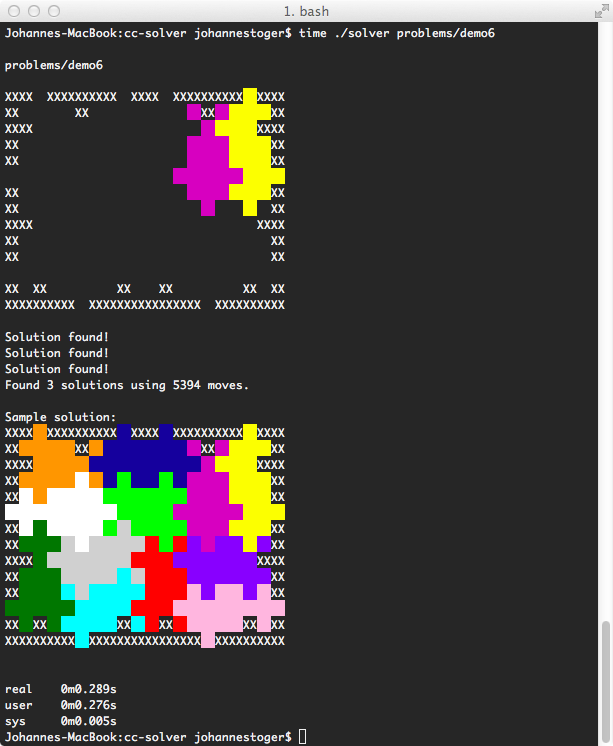 1. bash
Johannes-MacBook:cc-solver johannestoger$ time ./solver problems/demo6
problems/demo6
XXXX  XXXXXXXXXX  XXXX  XXXXXXXXXX  XXXX
XX        XX                XX        XX
XXXX                                XXXX
XX                                    XX
XX                                    XX
XX                                    XX
XX                                    XX
XXXX                                XXXX
XX                                    XX
XX                                    XX
XX  XX          XX    XX          XX  XX
XXXXXXXXXX  XXXXXXXXXXXXXXXX  XXXXXXXXXX
Solution found!
Solution found!
Solution found!
Found 3 solutions using 5394 moves.
Sample solution:
XXXX  XXXXXXXXXX  XXXX  XXXXXXXXXX  XXXX
XX        XX                XX        XX
XXXX                                XXXX
XX                                    XX
XX                                    XX
XX                                    XX
XX                                    XX
XXXX                                XXXX
XX                                    XX
XX                                    XX
XX  XX          XX    XX          XX  XX
XXXXXXXXXX  XXXXXXXXXXXXXXXX  XXXXXXXXXX
real    0m0.289s
user    0m0.276s
sys     0m0.005s
Johannes-MacBook:cc-solver johannestoger$